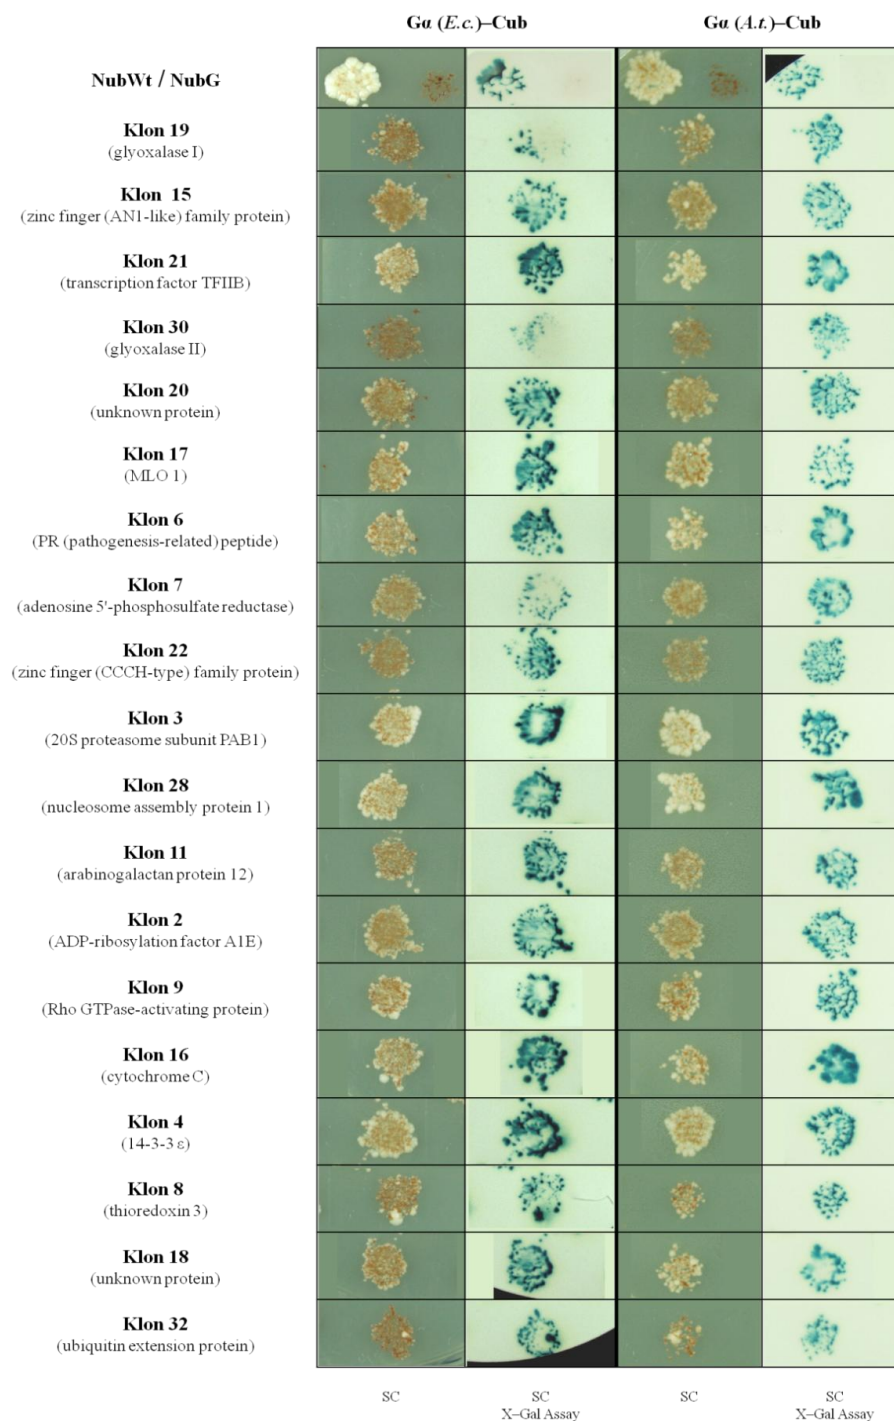 Gα (E.c.)–Cub
Gα (A.t.)–Cub
NubWt / NubG
Klon 19
(glyoxalase I)
Klon 15
(zinc finger (AN1-like) family protein)
Klon 21
(transcription factor TFIIB)
Klon 30
(glyoxalase II)
Klon 20
(unknown protein)
Klon 17
(MLO 1)
Klon 6
(PR (pathogenesis-related) peptide)
Klon 7
(adenosine 5'-phosphosulfate reductase)
Klon 22
(zinc finger (CCCH-type) family protein)
Klon 3
(20S proteasome subunit PAB1)
Klon 28
(nucleosome assembly protein 1)
Klon 11
(arabinogalactan protein 12)
Klon 2
(ADP-ribosylation factor A1E)
Klon 9
(Rho GTPase-activating protein)
Klon 16
(cytochrome C)
Klon 4
(14-3-3 ε)
Klon 8
(thioredoxin 3)
Klon 18
(unknown protein)
Klon 32
(ubiquitin extension protein)
SC
SC
X–Gal Assay
SC
SC
X–Gal Assay